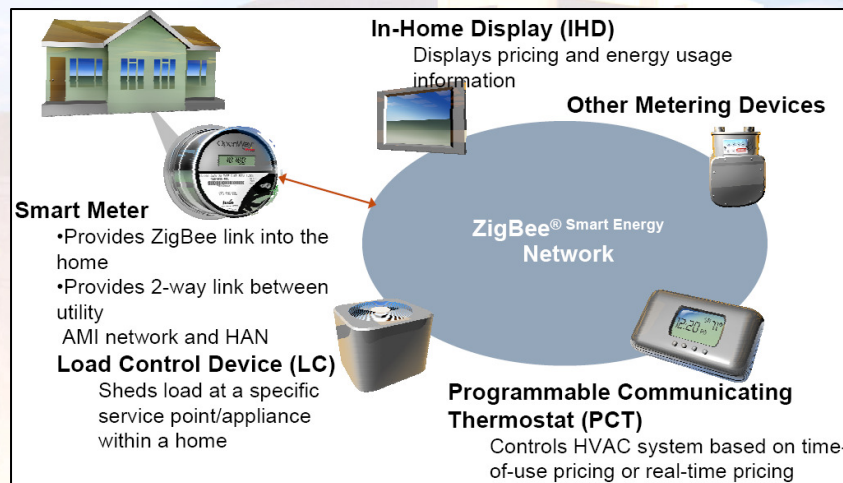 In-Home Display (IHD)
Displays pricing and energy usage
information
Other Metering Devices
OpenWay
Smart Meter
•Provides ZigBee link into the
home
•Provides 2-way link between
utility
AMI network and HAN
ZigBee® Smart Energy
Network
12:20
Load Control Device (LC)
Sheds load at a specific
service point/appliance
within a home
Programmable Communicating
Thermostat (PCT)
Controls HVAC system based on time-
of-use pricing or real-time pricing